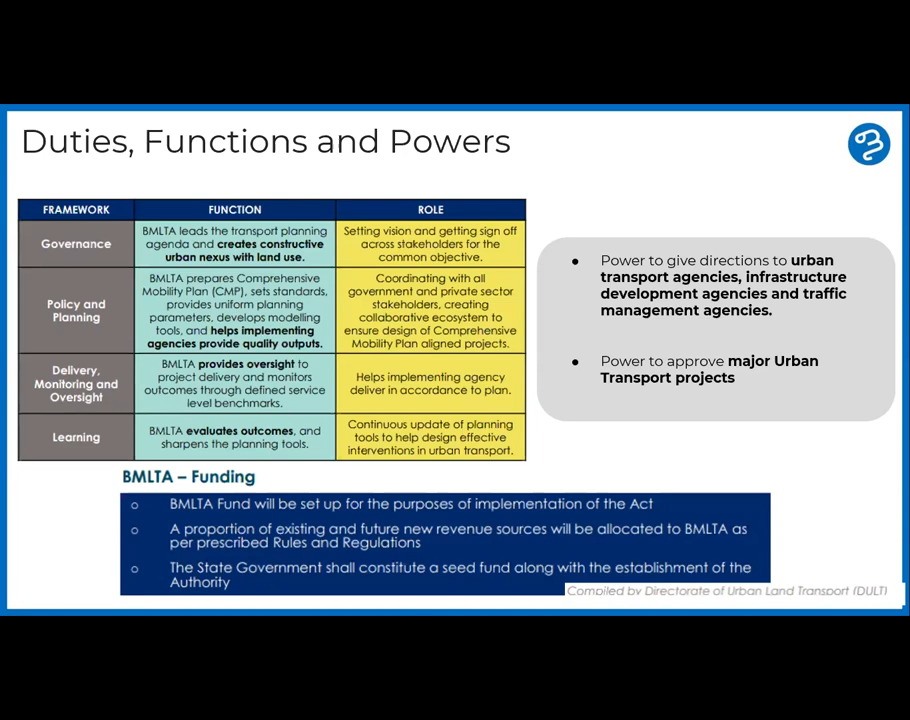 Duties, Functions and Powers
FRAMEWORK FUNCTION ROLE
Governance
BMLTA leads the transport planning
agenda and creates constructive
urban nexus with land use.
Setting vision and getting sign off
across stakeholders for the
common objective.
Policy and
Planning
BMLTA prepares Comprehensive
Mobility Plan (CMP), sets standards,
provides uniform planning
parameters, develops modelling
tools, and helps implementing
agencies provide quality outputs.
Coordinating with all
government and private sector
stakeholders, creating
collaborative ecosystem to
ensure design of Comprehensive
Mobility Plan aligned projects.
Delivery,
Monitoring and
Oversight
BMLTA provides oversight to
project delivery and monitors
outcomes through defined service
level benchmarks.
Helps implementing agency
deliver in accordance to plan.
Learning
BMLTA evaluates outcomes, and
sharpens the planning tools.
Continuous update of planning
tools to help design effective
interventions in urban transport.
● Power to give directions to urban
transport agencies, infrastructure
development agencies and traffic
management agencies.
● Power to approve major Urban
Transport projects
BMLTA – Funding
o BMLTA Fund will be set up for the purposes of implementation of the Act
o A proportion of existing and future new revenue sources will be allocated to BMLTA as
per prescribed Rules and Regulations
o The State Government shall constitute a seed fund along with the establishment of the
Authority
Compiled by Directorate of Urban Land Transport (DULT)